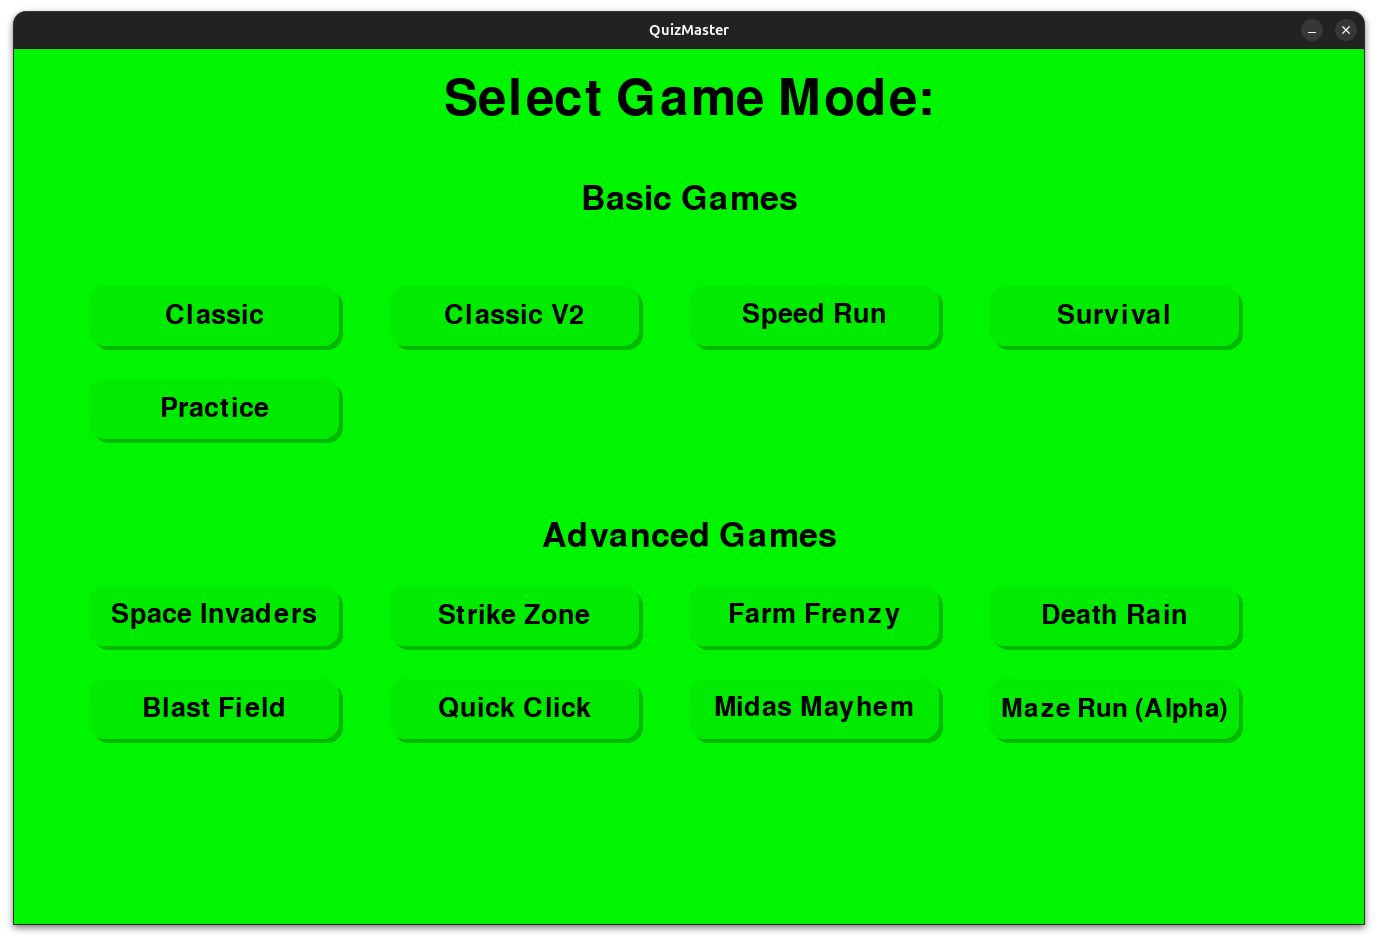 QuizMaster
Select Game Mode:
Basic Games
Classic
Classic V2
Speed Run
Survival
Practice
Advanced Games
Space Invaders
Strike Zone
Farm Frenzy
Death Rain
Blast Field
Quick Click
Midas Mayhem
Maze Run (Alpha)